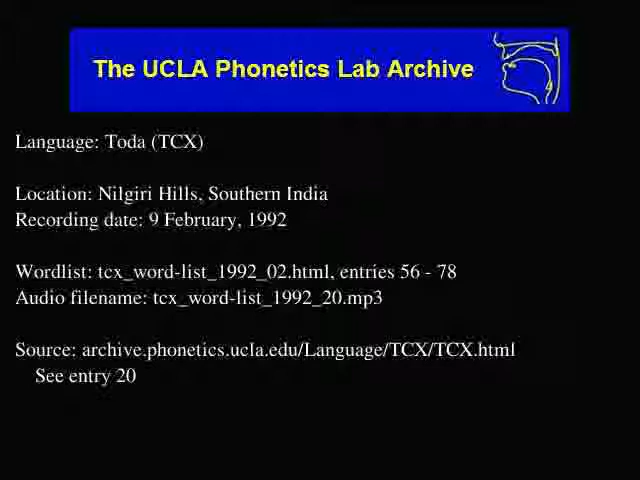 The UCLA Phonetics Lab Archive
Language: Toda (TCX)
Location: Nilgiri Hills, Southern India
Recording date: 9 February, 1992
Wordlist: tcx_word-list_1992_02.html, entries 56 - 78
Audio filename: tcx_word-list_1992_20.mp3
Source: archive.phonetics.ucla.edu/Language/TCX/TCX.html
See entry 20